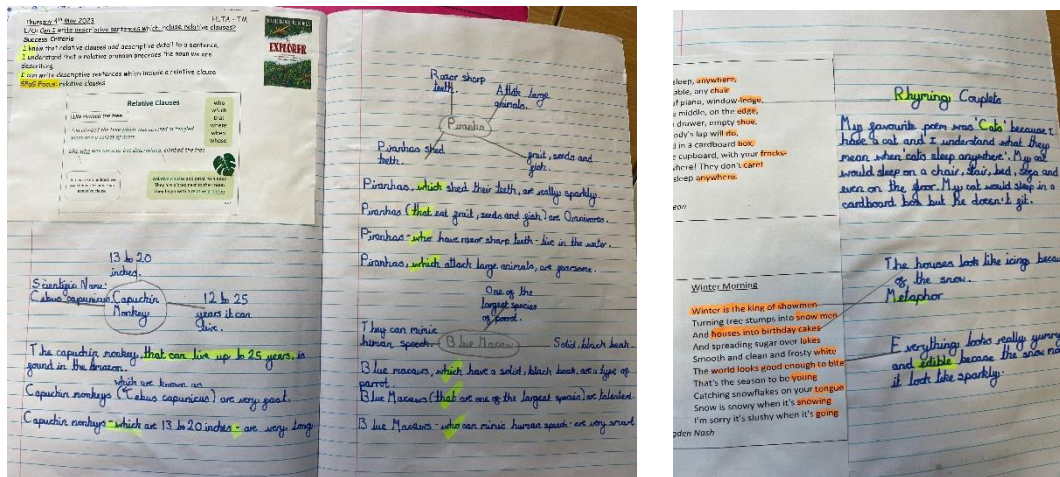 Thursday 4th May 2023
HLTA - TM
L/O: Can I write descriptive sentences which include relative clauses?
Success Criteria
I know that relative clauses add descriptive detail to a sentence.
I understand that a relative pronoun precedes the noun we are
describing.
I can write descriptive sentences which include a relative clause
SPaG Focus: relative clauses
EXPLORER
Relative Clauses
who
which
that
where
when
whose
13 to 20
inches.
Scientific Name:
Cebus capunicus
Capuchin
Monkey
12 to 25
years it can
live.
The capuchin monkey, that can live up to 25 years, is
found in the Amazon.
which are known as
Capuchin monkeys ("Cebus capunicus) are very fast.
Capuchin monkeys - which are 13 to 20 inches - are very long
Razor sharp
teeth.
Attak large
animals.
Piranha
Piranhas shed
teeth.
fruit, seeds and
fish.
Piranhas, which shed their teeth, are really sparkly.
Piranhas (that eat fruit, seeds and fish) are Omnivores.
Piranhas - who have razor sharp teeth - live in the water.
Piranhas, which attack large animals, are fearsome.
One of the
largest species
of parrot.
They can mimic
human speech.
Blue Macaw
Solid, black beak.
Blue macaws, which have a solid, black beak, are a type of
parrot.
Blue Macaws (that are one of the largest species) are talented.
Blue Macaws - who can mimic human speech - are very smart
sleep, anywhere,
able, any chair
of piano, window-ledge,
middle, on the edge,
drawer, empty shoe,
ody's lap will do,
d in a cardboard box,
cupboard, with your frocks-
where! They don't care!
sleep anywhere.
eon
Rhyming Couplets
My favourite poem was 'Cats' because I
have a cat and I understand what they
mean when 'cats sleep anywhere'. My cat
would sleep on a chair, stair, bed, sofa and
even on the floor. My cat would sleep in a
cardboard box but he doesn't fit.
Winter Morning
Winter is the king of showmen
Turning tree stumps into snow men
And houses into birthday cakes
And spreading sugar over lakes
Smooth and clean and frosty white
The world looks good enough to bite
That's the season to be young
Catching snowflakes on your tongue
Snow is snowy when it's snowing
I'm sorry it's slushy when it's going
gden Nash
The houses look like icing becau
of the snow.
Metaphor
Everything looks really yummy
and edible becase the snow m
it look like sparkly.